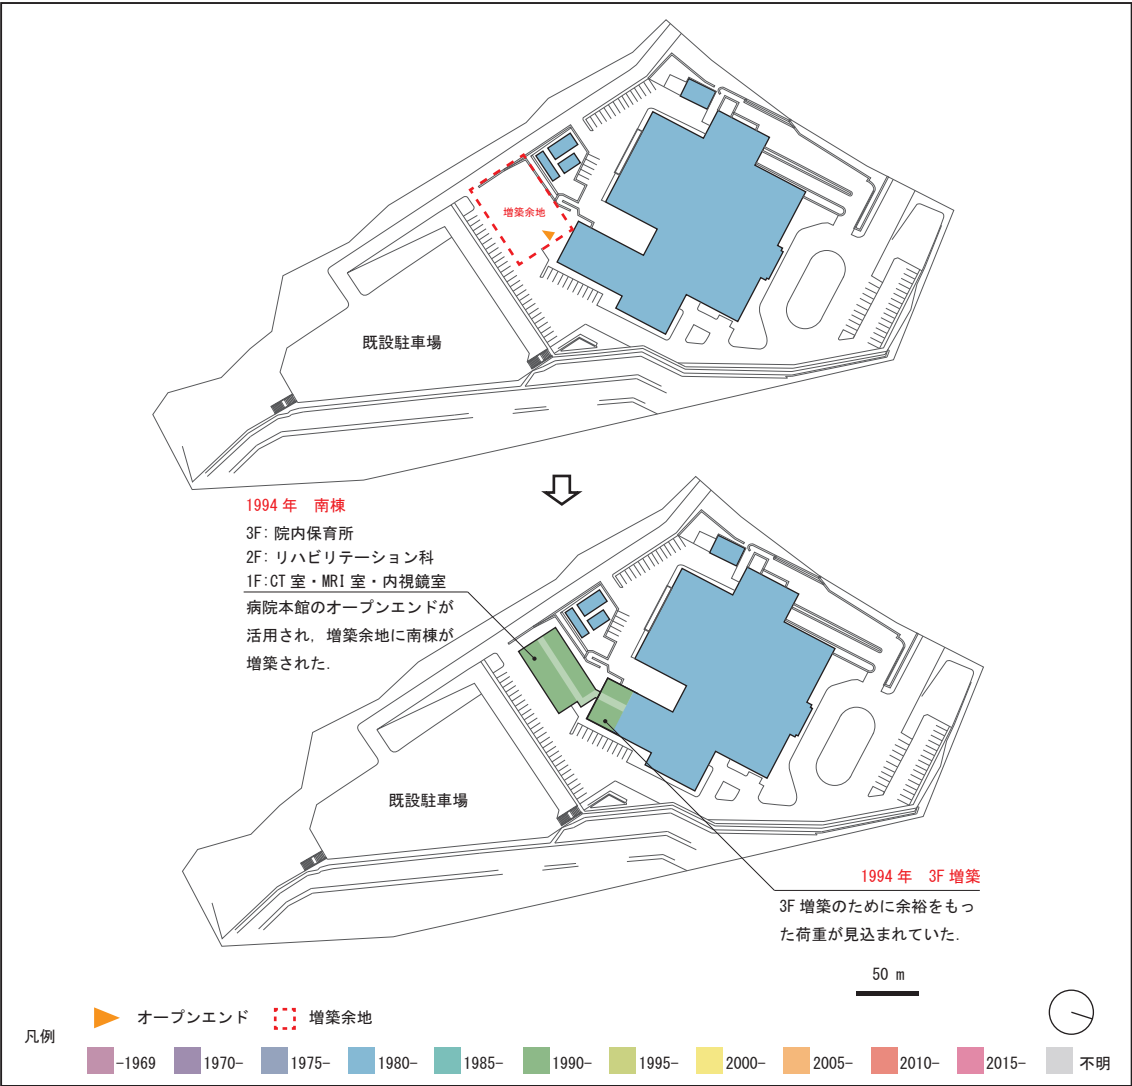 増築余地
既設駐車場
1994 年　南棟
3F: 院内保育所
2F: リハビリテーション科
1F:CT 室・MRI 室・内視鏡室
病院本館のオープンエンドが
活用され，増築余地に南棟が
増築された．
既設駐車場
1994 年　3F 増築
3F 増築のために余裕をもっ
た荷重が見込まれていた．
50 m
凡例
オープンエンド　増築余地
-1969　1970-　1975-　1980-　1985-　1990-　1995-　2000-　2005-　2010-　2015-　不明